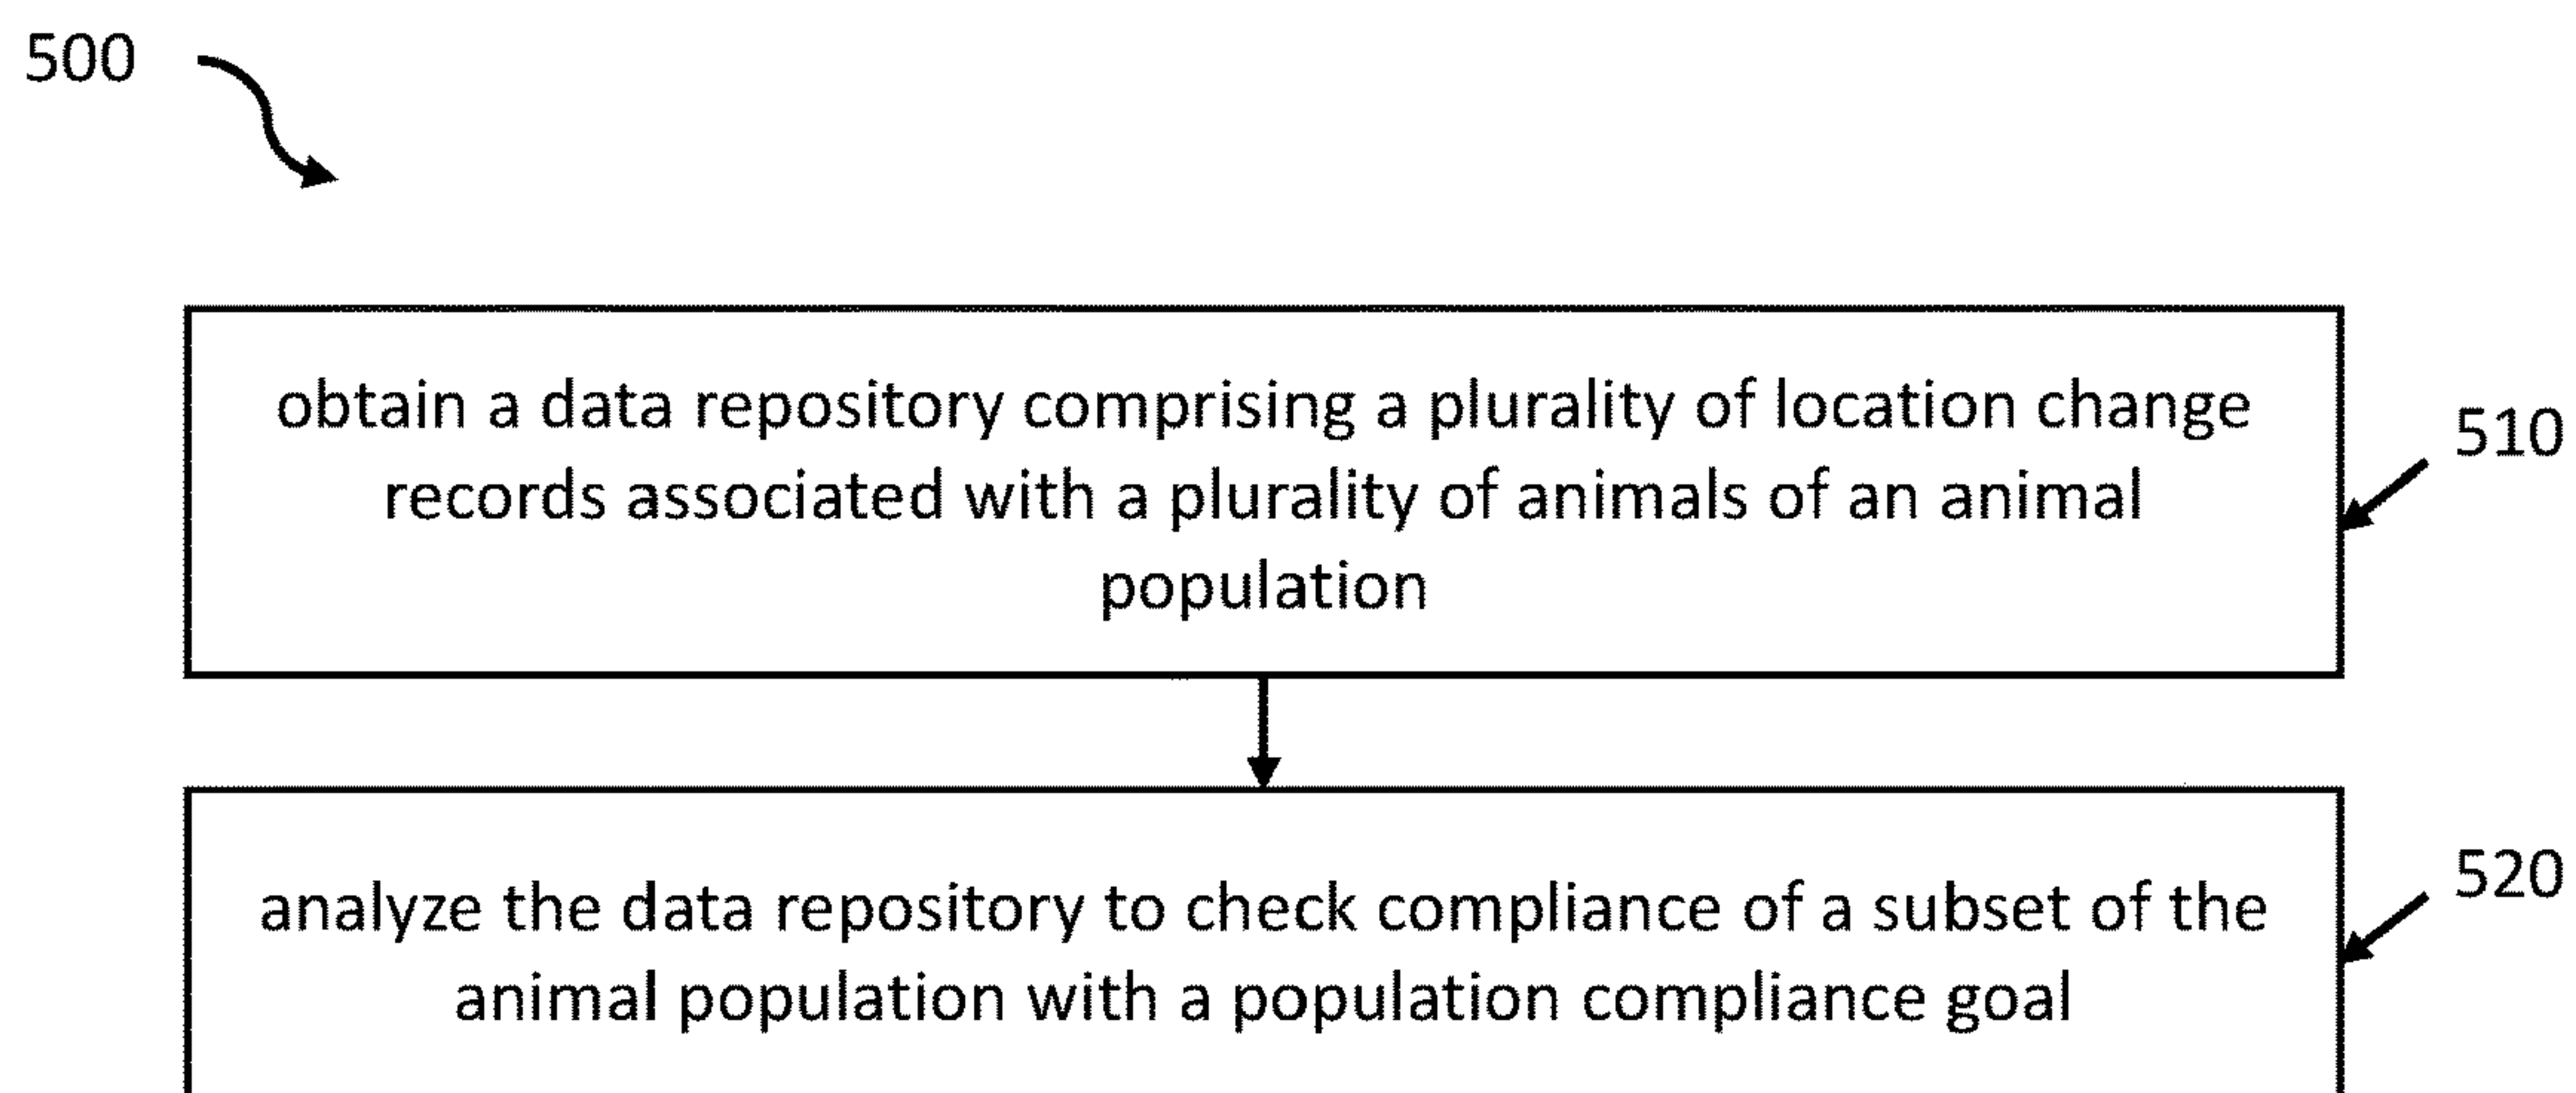 500
obtain a data repository comprising a plurality of location change
records associated with a plurality of animals of an animal
population
510
analyze the data repository to check compliance of a subset of the
animal population with a population compliance goal
520